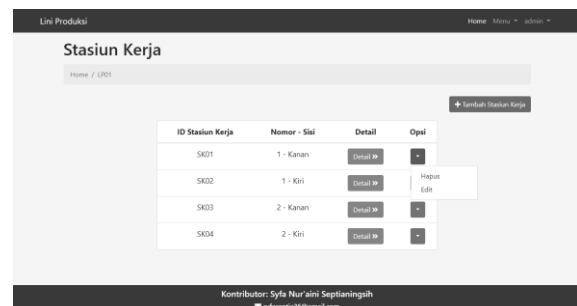 Lini Produksi Home Menu admin
Stasiun Kerja
Home / LP01
+ Tambah Stasiun Kerja
ID Stasiun Kerja Nomor - Sisi Detail Opsi
SK01 1 - Kanan Detail »
SK02 1 - Kiri Detail »
Hapus
Edit
SK03 2 - Kanan Detail »
SK04 2 - Kiri Detail »
Kontributor: Syfa Nur'aini Septianingsih